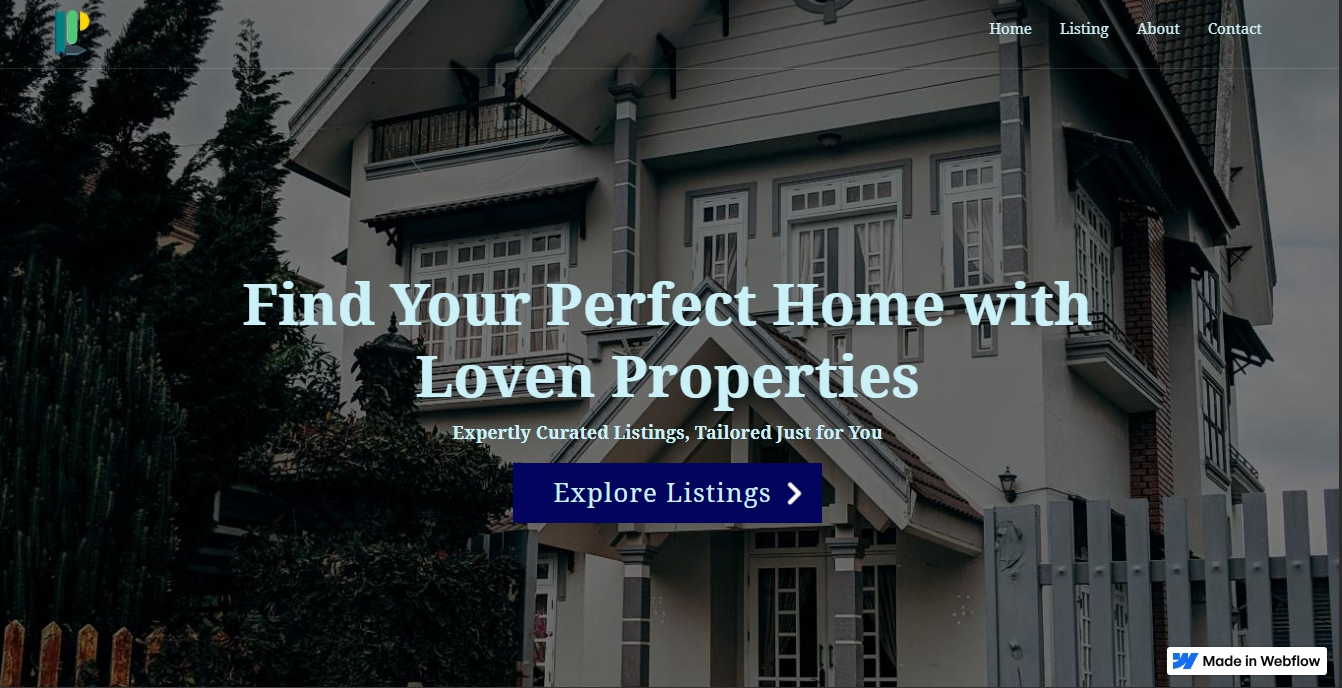 Home Listing About Contact
Find Your Perfect Home with
Loven Properties
Expertly Curated Listings, Tailored Just for You
Explore Listings
Made in Webflow